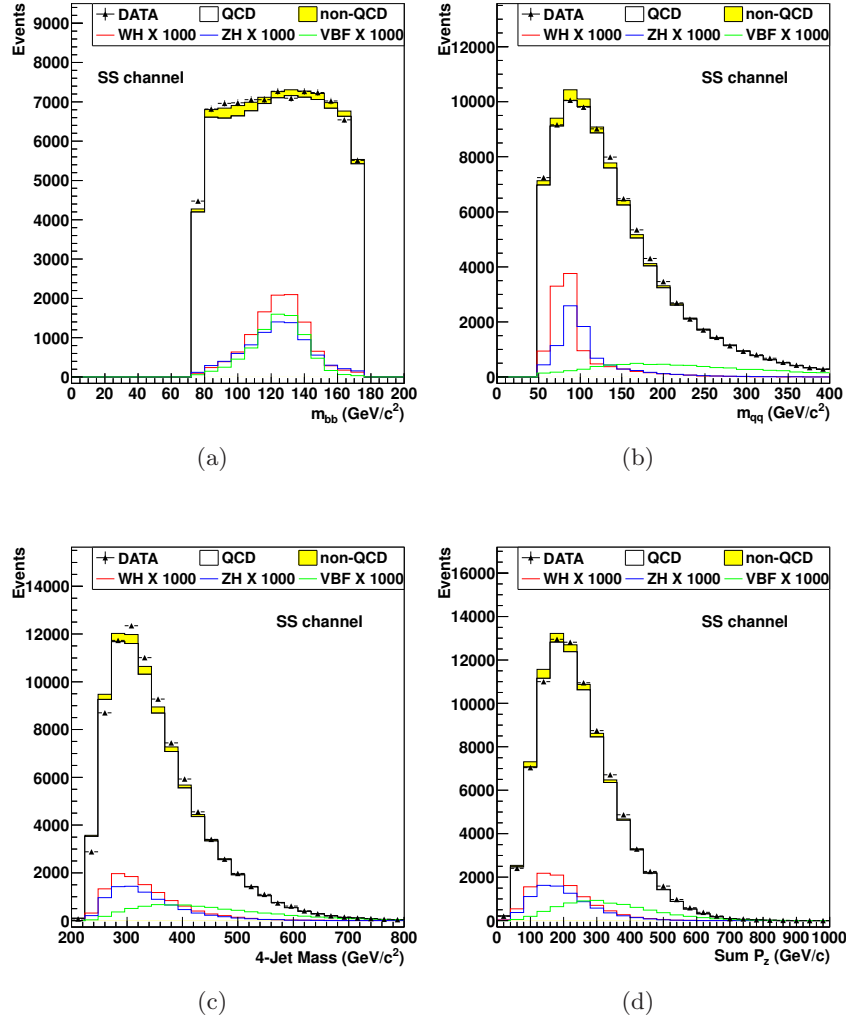 DATA QCD non-QCD
WH X 1000 ZH X 1000 VBF X 1000
SS channel
Events
9000
8000
7000
6000
5000
4000
3000
2000
1000
0
0 20 40 60 80 100 120 140 160 180 200
m_bb (GeV/c²)
(a)
DATA QCD non-QCD
WH X 1000 ZH X 1000 VBF X 1000
SS channel
Events
12000
10000
8000
6000
4000
2000
0
0 50 100 150 200 250 300 350 400
m_qq (GeV/c²)
(b)
DATA QCD non-QCD
WH X 1000 ZH X 1000 VBF X 1000
SS channel
Events
14000
12000
10000
8000
6000
4000
2000
0
200 300 400 500 600 700 800
4-Jet Mass (GeV/c²)
(c)
DATA QCD non-QCD
WH X 1000 ZH X 1000 VBF X 1000
SS channel
Events
16000
14000
12000
10000
8000
6000
4000
2000
0
0 100 200 300 400 500 600 700 800 900 1000
Sum P_z (GeV/c)
(d)